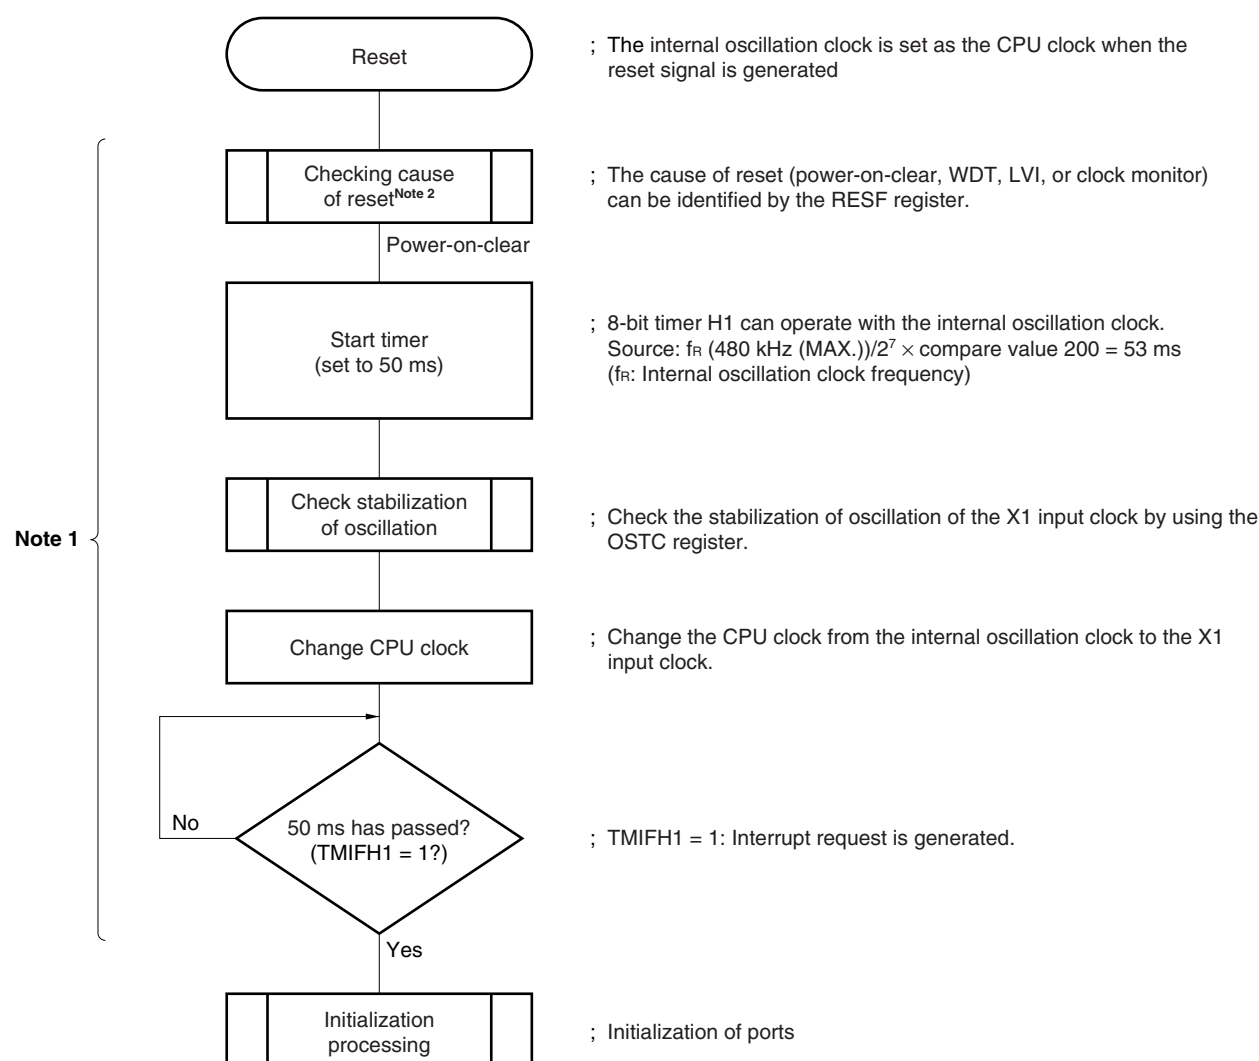 Reset
; The internal oscillation clock is set as the CPU clock when the
reset signal is generated
Checking cause
of reset^Note 2
; The cause of reset (power-on-clear, WDT, LVI, or clock monitor)
can be identified by the RESF register.
Power-on-clear
Start timer
(set to 50 ms)
; 8-bit timer H1 can operate with the internal oscillation clock.
Source: fR (480 kHz (MAX.))/2^7 × compare value 200 = 53 ms
(fR: Internal oscillation clock frequency)
Note 1
Check stabilization
of oscillation
; Check the stabilization of oscillation of the X1 input clock by using the
OSTC register.
Change CPU clock
; Change the CPU clock from the internal oscillation clock to the X1
input clock.
No
50 ms has passed?
(TMIFH1 = 1?)
; TMIFH1 = 1: Interrupt request is generated.
Yes
Initialization
processing
; Initialization of ports